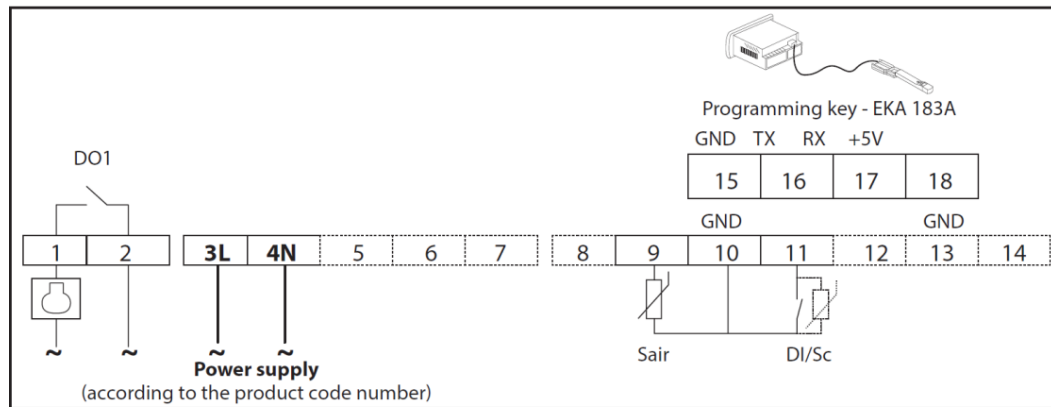 Programming key - EKA 183A
GND TX RX +5V
DO1
15 16 17 18
GND GND
1 2 3L 4N 5 6 7 8 9 10 11 12 13 14
~ ~ ~ ~
Sair DI/Sc
Power supply
(according to the product code number)